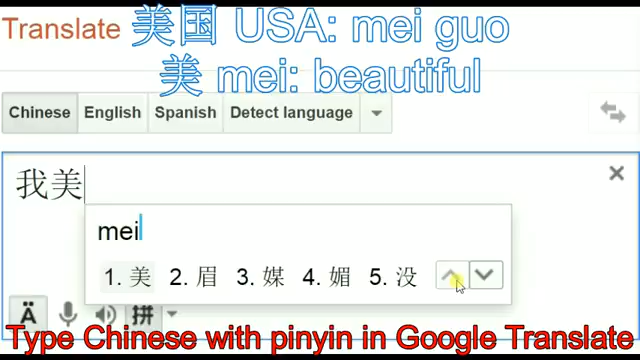 Translate 美国 USA: mei guo
美 mei: beautiful
Chinese English Spanish Detect language
我美
mei
1. 美 2. 眉 3. 媒 4. 媚 5. 没
Ä 拼
Type Chinese with pinyin in Google Translate